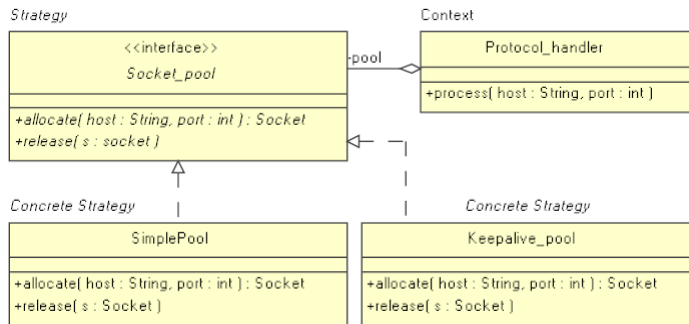 Strategy
Context
<<interface>>
Socket_pool
-pool
Protocol_handler
+process( host : String, port : int )
+allocate( host : String, port : int ) : Socket
+release( s : socket )
Concrete Strategy
Concrete Strategy
SimplePool
Keepalive_pool
+allocate( host : String, port : int ) : Socket
+release( s : Socket )
+allocate( host : String, port : int ) : Socket
+release( s : Socket )